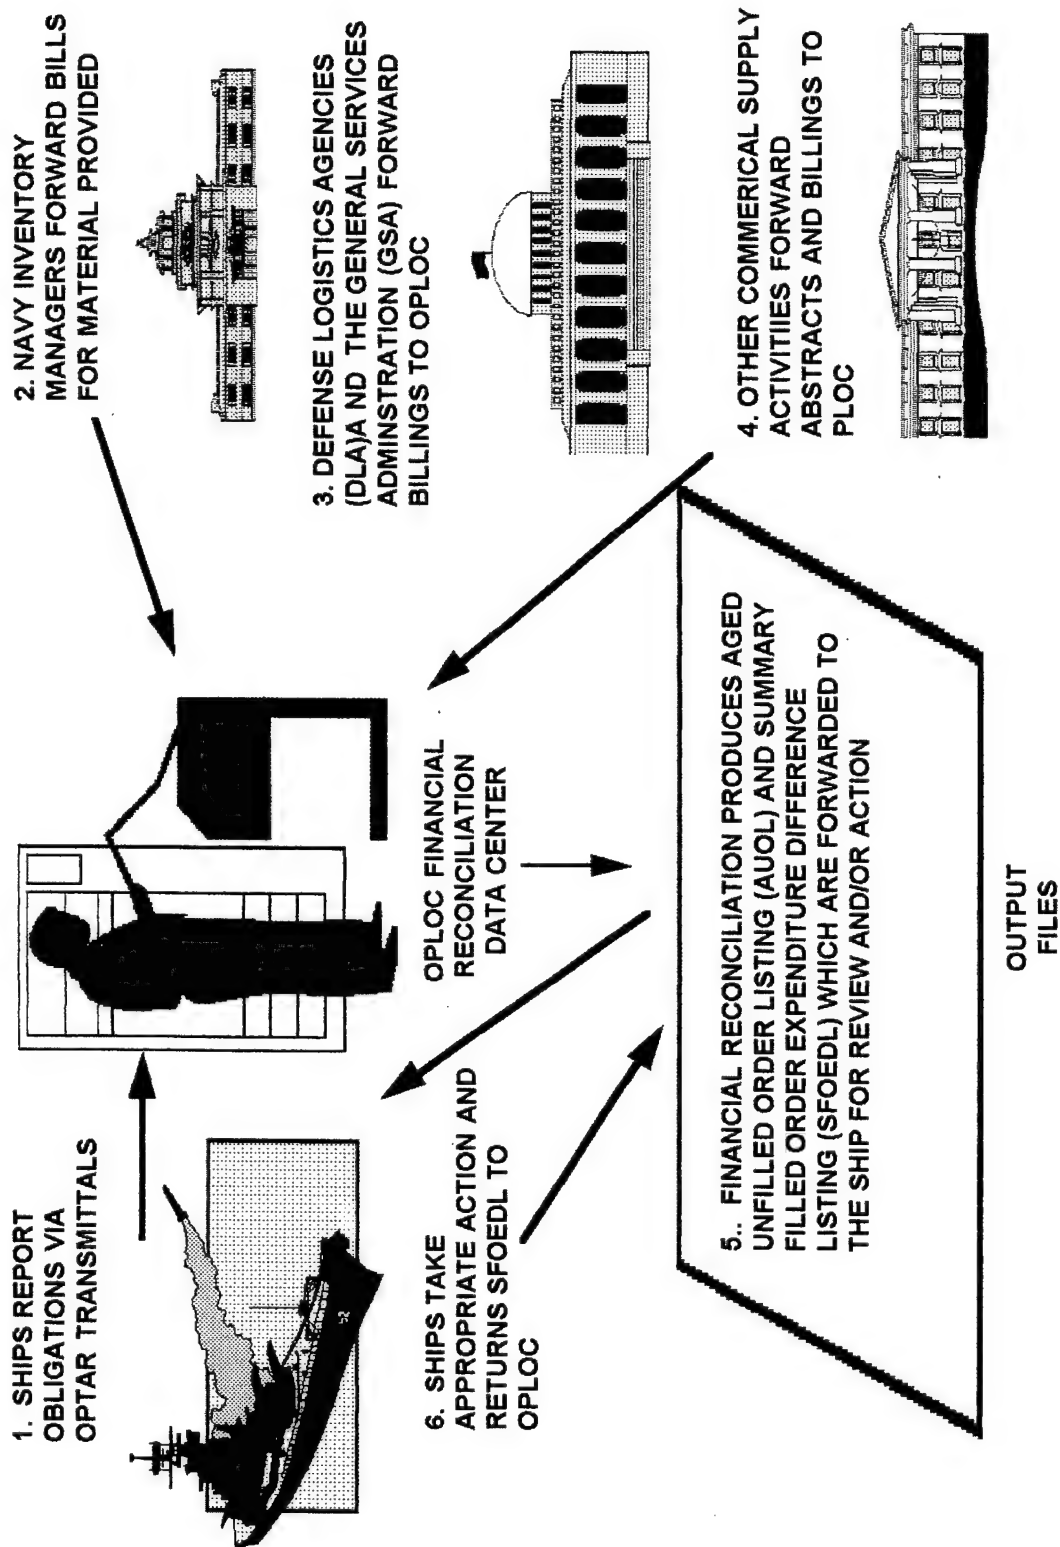 1. SHIPS REPORT
OBLIGATIONS VIA
OPTAR TRANSMITTALS
2. NAVY INVENTORY
MANAGERS FORWARD BILLS
FOR MATERIAL PROVIDED
3. DEFENSE LOGISTICS AGENCIES
(DLA)A ND THE GENERAL SERVICES
ADMINSTRATION (GSA) FORWARD
BILLINGS TO OPLOC
4. OTHER COMMERICAL SUPPLY
ACTIVIIES FORWARD
ABSTRACTS AND BILLINGS TO
PLOC
OPLOC FINANCIAL
RECONCILIATION
DATA CENTER
5.. FINANCIAL RECONCILIATION PRODUCES AGED
UNFILLED ORDER LISTING (AUOL) AND SUMMARY
FILLED ORDER EXPENDITURE DIFFERENCE
LISTING (SFOEDL) WHICH ARE FORWARDED TO
THE SHIP FOR REVIEW AND/OR ACTION
6. SHIPS TAKE
APPROPRIATE ACTION AND
RETURNS SFOEDL TO
OPLOC
OUTPUT
FILES